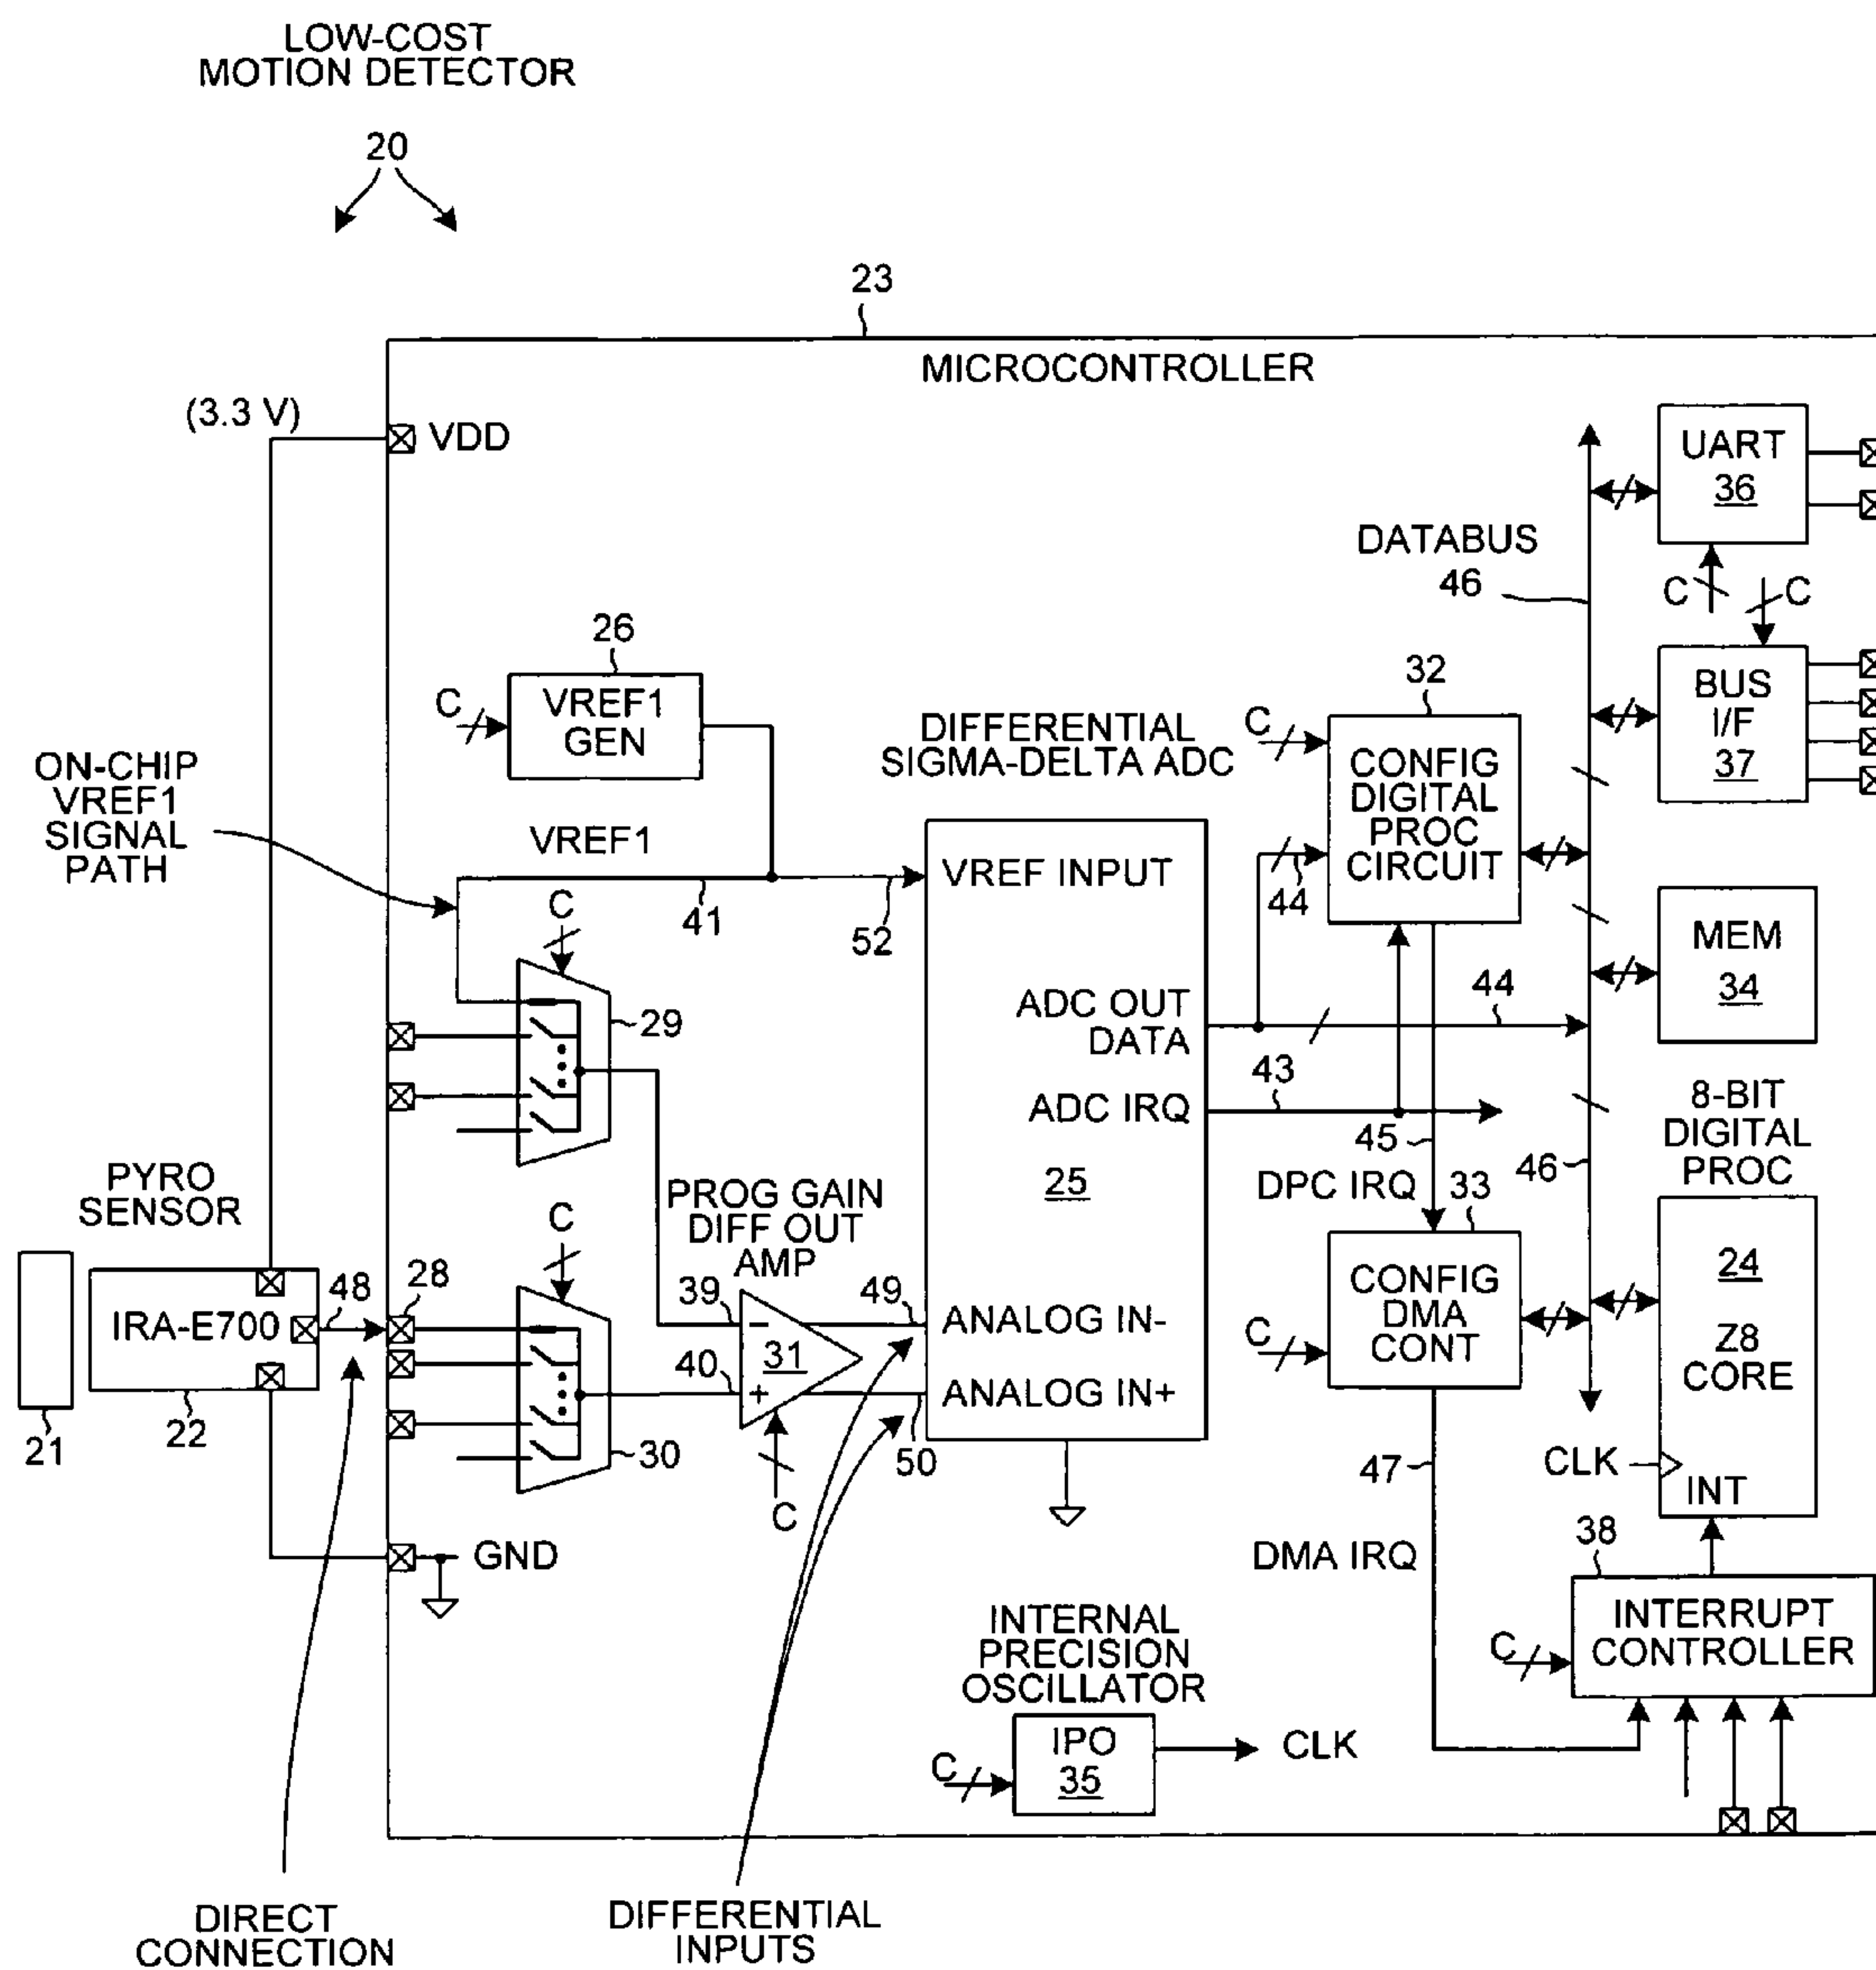 LOW-COST
MOTION DETECTOR
20
23
MICROCONTROLLER
(3.3 V)
VDD
UART
36
DATABUS
46
C
C
26
C
VREF1
GEN
32
BUS
I/F
37
DIFFERENTIAL
SIGMA-DELTA ADC
C
CONFIG
DIGITAL
PROC
CIRCUIT
ON-CHIP
VREF1
SIGNAL
PATH
VREF1
VREF INPUT
44
41
52
C
MEM
34
29
ADC OUT
DATA
44
43
ADC IRQ
45
8-BIT
DIGITAL
PROC
46
PYRO
SENSOR
C
PROG GAIN
DIFF OUT
AMP
25
DPC IRQ
33
24
Z8
CORE
28
48
IRA-E700
39
49
ANALOG IN-
CONFIG
DMA
CONT
C
−
31
40
+
ANALOG IN+
21
22
30
50
47
CLK
INT
C
38
GND
DMA IRQ
INTERRUPT
CONTROLLER
C
INTERNAL
PRECISION
OSCILLATOR
IPO
35
C
CLK
DIRECT
CONNECTION
DIFFERENTIAL
INPUTS